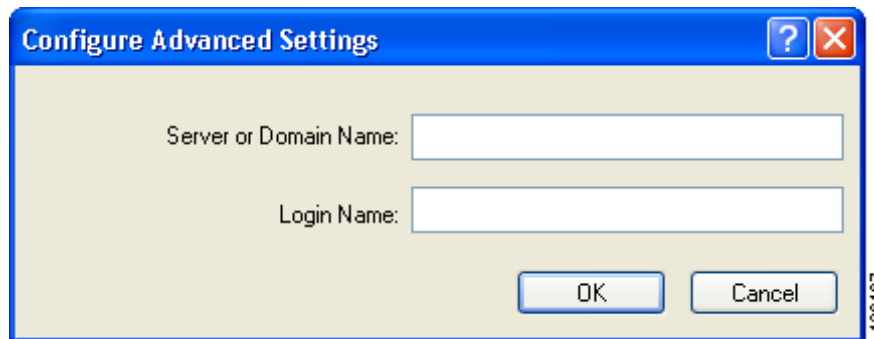 Configure Advanced Settings
Server or Domain Name:
Login Name:
OK Cancel